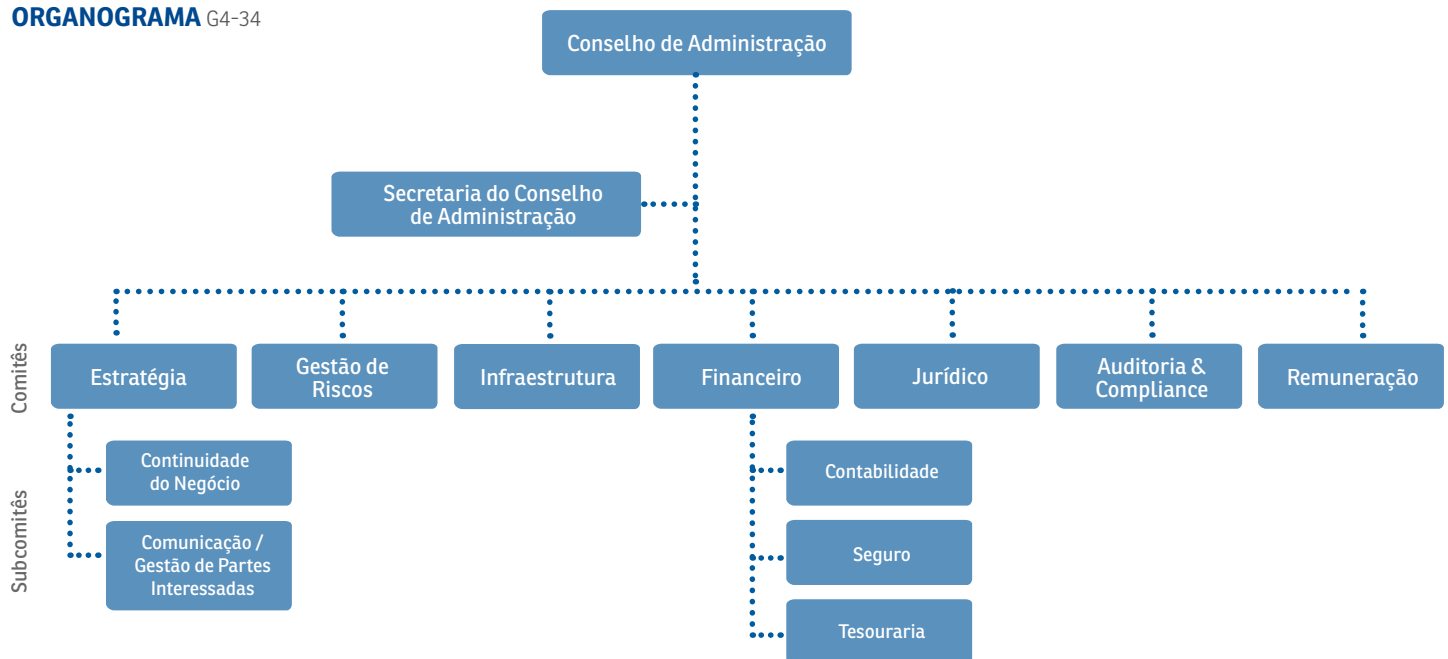 ORGANOGRAMA G4-34
Conselho de Administração
Secretaria do Conselho
de Administração
Comitês
Estratégia
Gestão de
Riscos
Infraestrutura
Financeiro
Jurídico
Auditoria &
Compliance
Remuneração
Subcomitês
Continuidade
do Negócio
Comunicação /
Gestão de Partes
Interessadas
Contabilidade
Seguro
Tesouraria